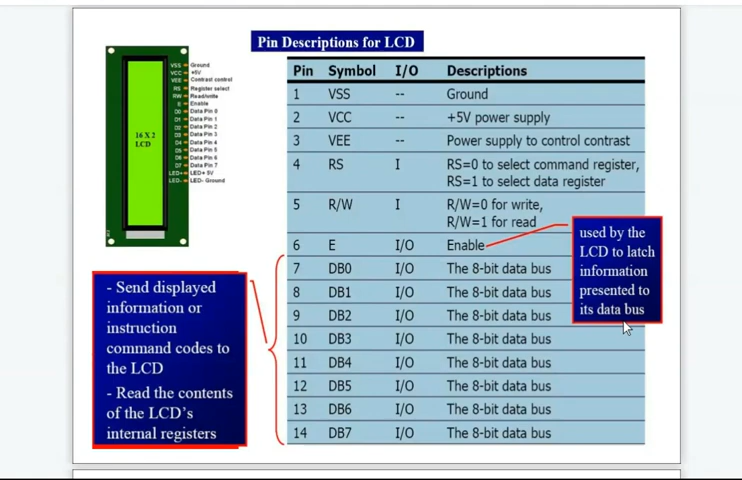 Pin Descriptions for LCD
VSS Ground
VCC +5V
VEE Contrast control
RS Register select
RW Read/write
E Enable
D0 Data Pin 0
D1 Data Pin 1
D2 Data Pin 2
D3 Data Pin 3
D4 Data Pin 4
D5 Data Pin 5
D6 Data Pin 6
D7 Data Pin 7
LED+ LED+ 5V
LED- LED- Ground
16 X 2
LCD
Pin Symbol I/O Descriptions
1 VSS -- Ground
2 VCC -- +5V power supply
3 VEE -- Power supply to control contrast
4 RS I RS=0 to select command register,
RS=1 to select data register
5 R/W I R/W=0 for write,
R/W=1 for read
6 E I/O Enable
7 DB0 I/O The 8-bit data bus
8 DB1 I/O The 8-bit data bus
9 DB2 I/O The 8-bit data bus
10 DB3 I/O The 8-bit data bus
11 DB4 I/O The 8-bit data bus
12 DB5 I/O The 8-bit data bus
13 DB6 I/O The 8-bit data bus
14 DB7 I/O The 8-bit data bus
used by the
LCD to latch
information
presented to
its data bus
- Send displayed
information or
instruction
command codes to
the LCD
- Read the contents
of the LCD's
internal registers